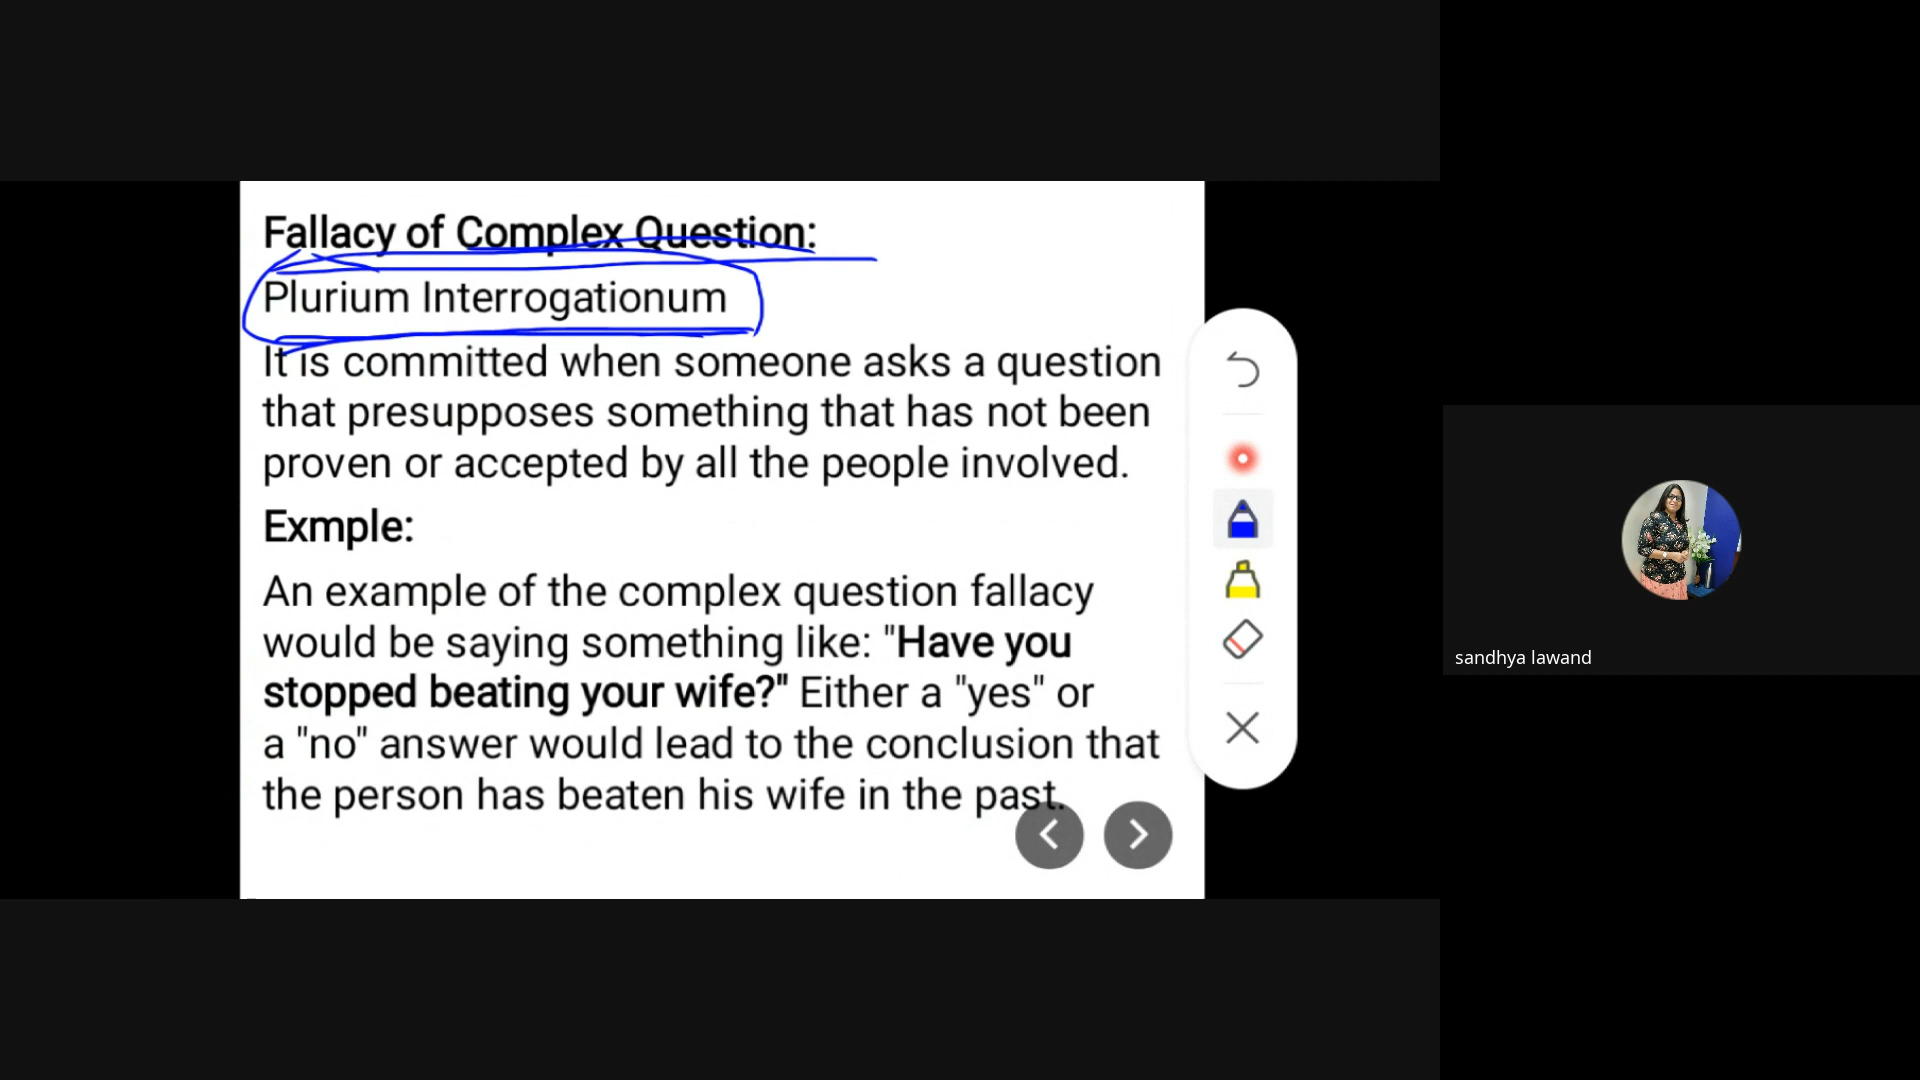 Fallacy of Complex Question:
Plurium Interrogationum
It is committed when someone asks a question
that presupposes something that has not been
proven or accepted by all the people involved.
Exmple:
An example of the complex question fallacy
would be saying something like: "Have you
stopped beating your wife?" Either a "yes" or
a "no" answer would lead to the conclusion that
the person has beaten his wife in the past.
sandhya lawand